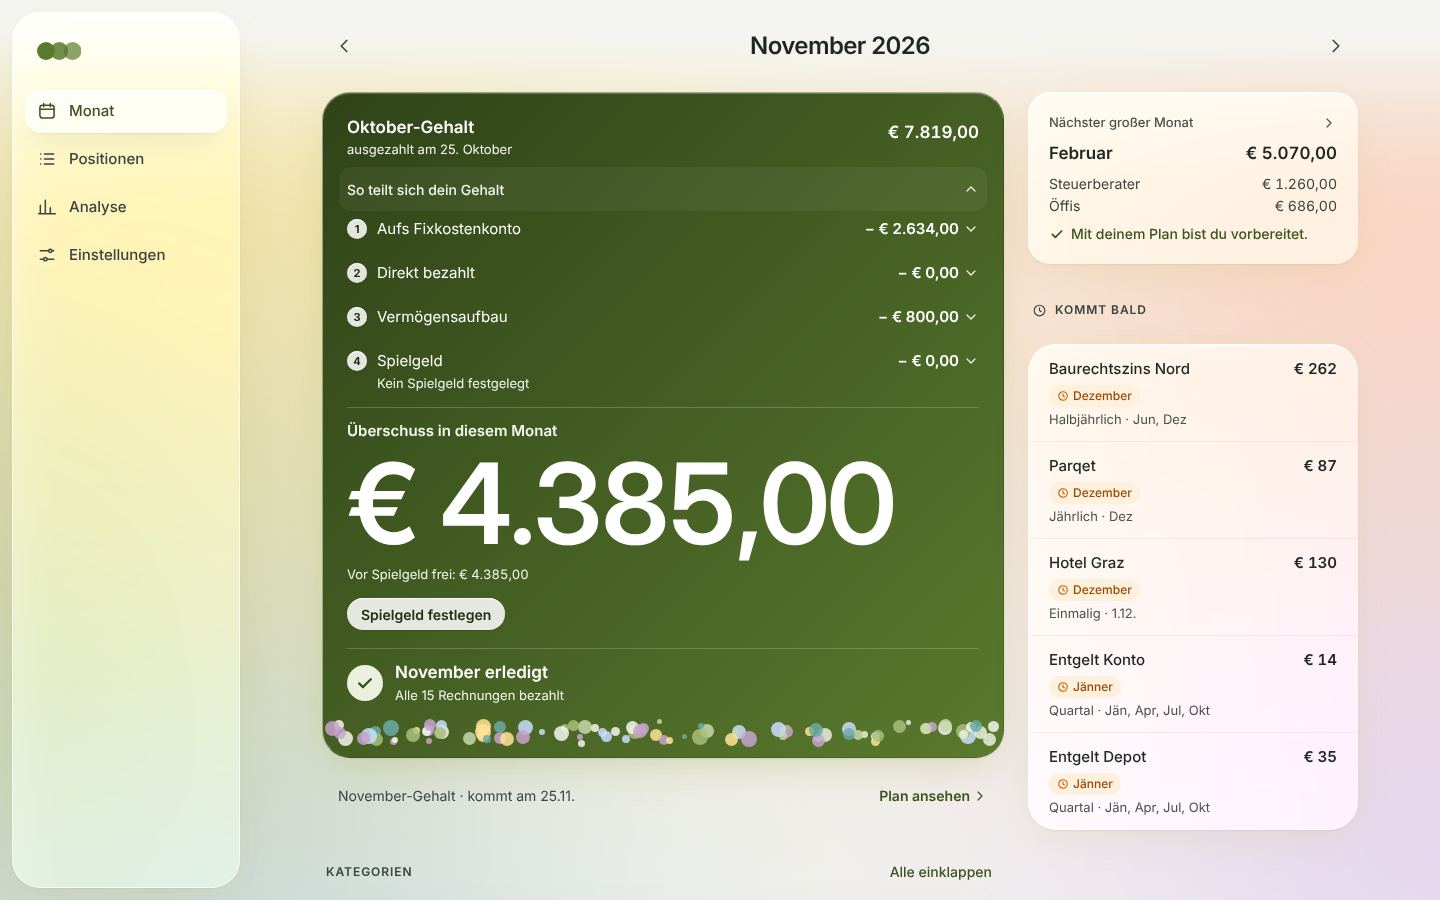 Monat
Positionen
Analyse
Einstellungen
November 2026
Oktober-Gehalt
€ 7.819,00
ausgezahlt am 25. Oktober
So teilt sich dein Gehalt
1 Aufs Fixkostenkonto – € 2.634,00
2 Direkt bezahlt – € 0,00
3 Vermögensaufbau – € 800,00
4 Spielgeld – € 0,00
Kein Spielgeld festgelegt
Überschuss in diesem Monat
€ 4.385,00
Vor Spielgeld frei: € 4.385,00
Spielgeld festlegen
November erledigt
Alle 15 Rechnungen bezahlt
November-Gehalt · kommt am 25.11.
Plan ansehen
KATEGORIEN
Alle einklappen
Nächster großer Monat
Februar € 5.070,00
Steuerberater € 1.260,00
Öffis € 686,00
Mit deinem Plan bist du vorbereitet.
KOMMT BALD
Baurechtszins Nord € 262
Dezember
Halbjährlich · Jun, Dez
Parqet € 87
Dezember
Jährlich · Dez
Hotel Graz € 130
Dezember
Einmalig · 1.12.
Entgelt Konto € 14
Jänner
Quartal · Jän, Apr, Jul, Okt
Entgelt Depot € 35
Jänner
Quartal · Jän, Apr, Jul, Okt